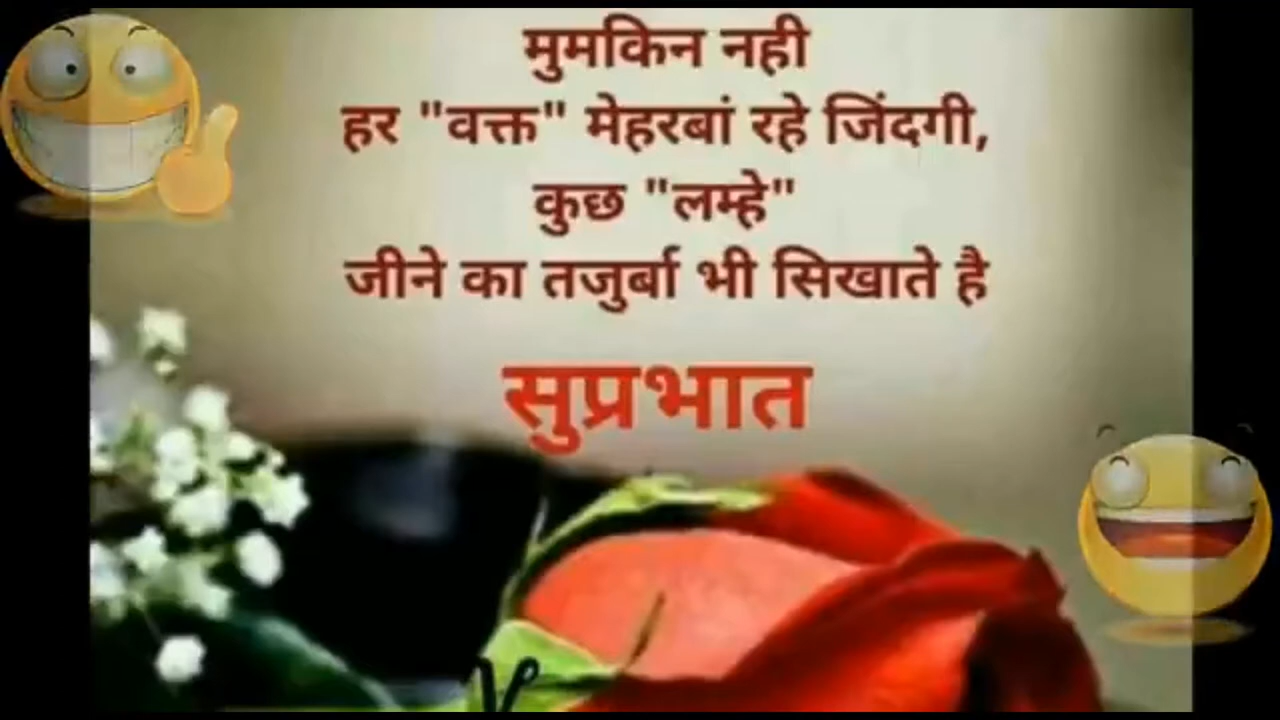 मुमकिन नही
हर "वक्त" मेहरबां रहे जिंदगी,
कुछ "लम्हे"
जीने का तजुर्बा भी सिखाते है
सुप्रभात